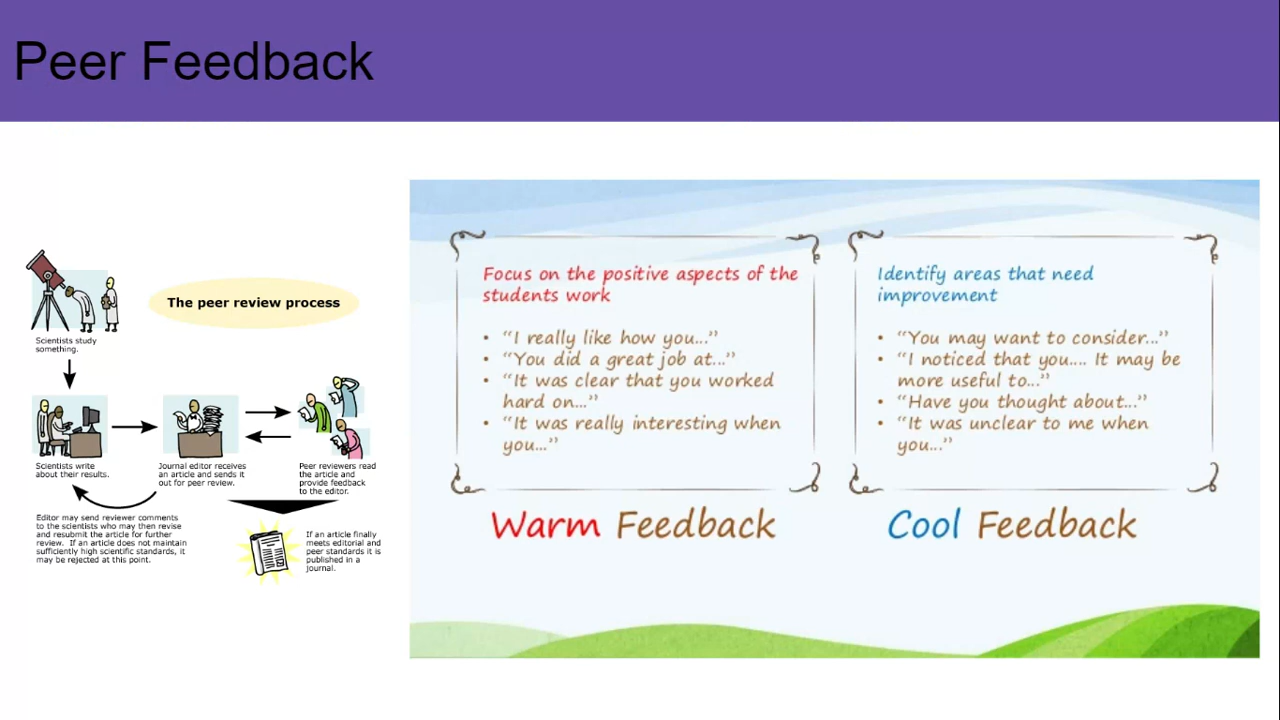 Peer Feedback
The peer review process
Scientists study
something.
Scientists write
about their results.
Journal editor receives
an article and sends it
out for peer review.
Peer reviewers read
the article and
provide feedback
to the editor.
Editor may send reviewer comments
to the scientists who may then revise
and resubmit the article for further
review. If an article does not maintain
sufficiently high scientific standards, it
may be rejected at this point.
If an article finally
meets editorial and
peer standards it is
published in a
journal.
Focus on the positive aspects of the
students work
• “I really like how you...”
• “You did a great job at...”
• “It was clear that you worked
hard on...”
• “It was really interesting when
you...”
Warm Feedback
Identify areas that need
improvement
• “You may want to consider...”
• “I noticed that you.... It may be
more useful to...”
• “Have you thought about...”
• “It was unclear to me when
you...”
Cool Feedback